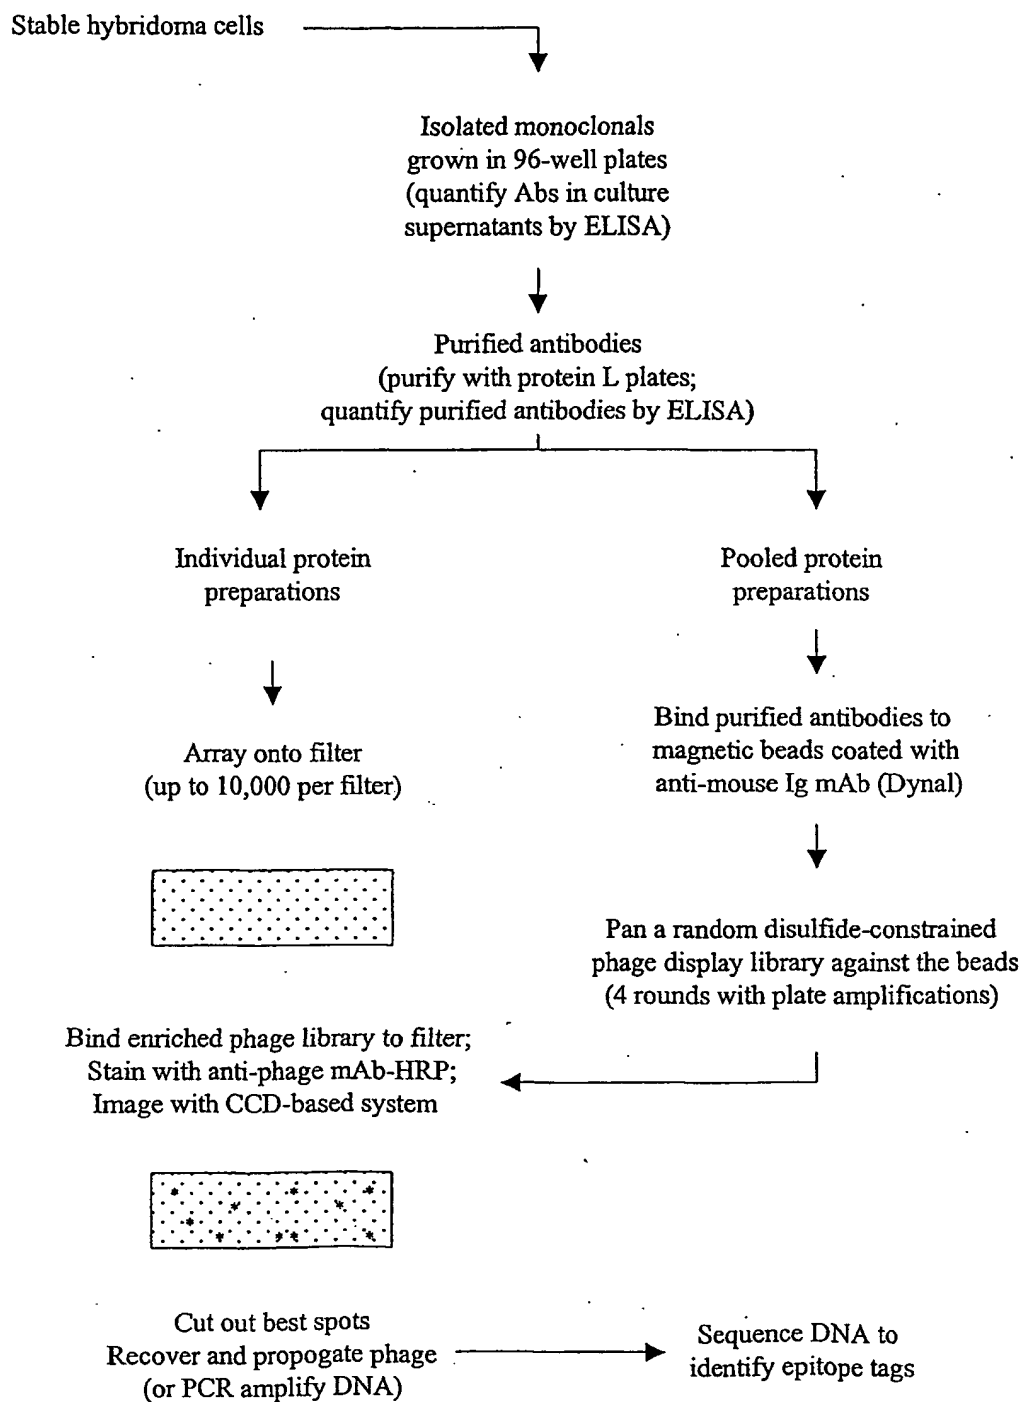 Stable hybridoma cells
Isolated monoclonals
grown in 96-well plates
(quantify Abs in culture
supernatants by ELISA)
Purified antibodies
(purify with protein L plates;
quantify purified antibodies by ELISA)
Individual protein
preparations
Array onto filter
(up to 10,000 per filter)
Pooled protein
preparations
Bind purified antibodies to
magnetic beads coated with
anti-mouse Ig mAb (Dynal)
Pan a random disulfide-constrained
phage display library against the beads
(4 rounds with plate amplifications)
Bind enriched phage library to filter;
Stain with anti-phage mAb-HRP;
Image with CCD-based system
Cut out best spots
Recover and propogate phage
(or PCR amplify DNA)
Sequence DNA to
identify epitope tags